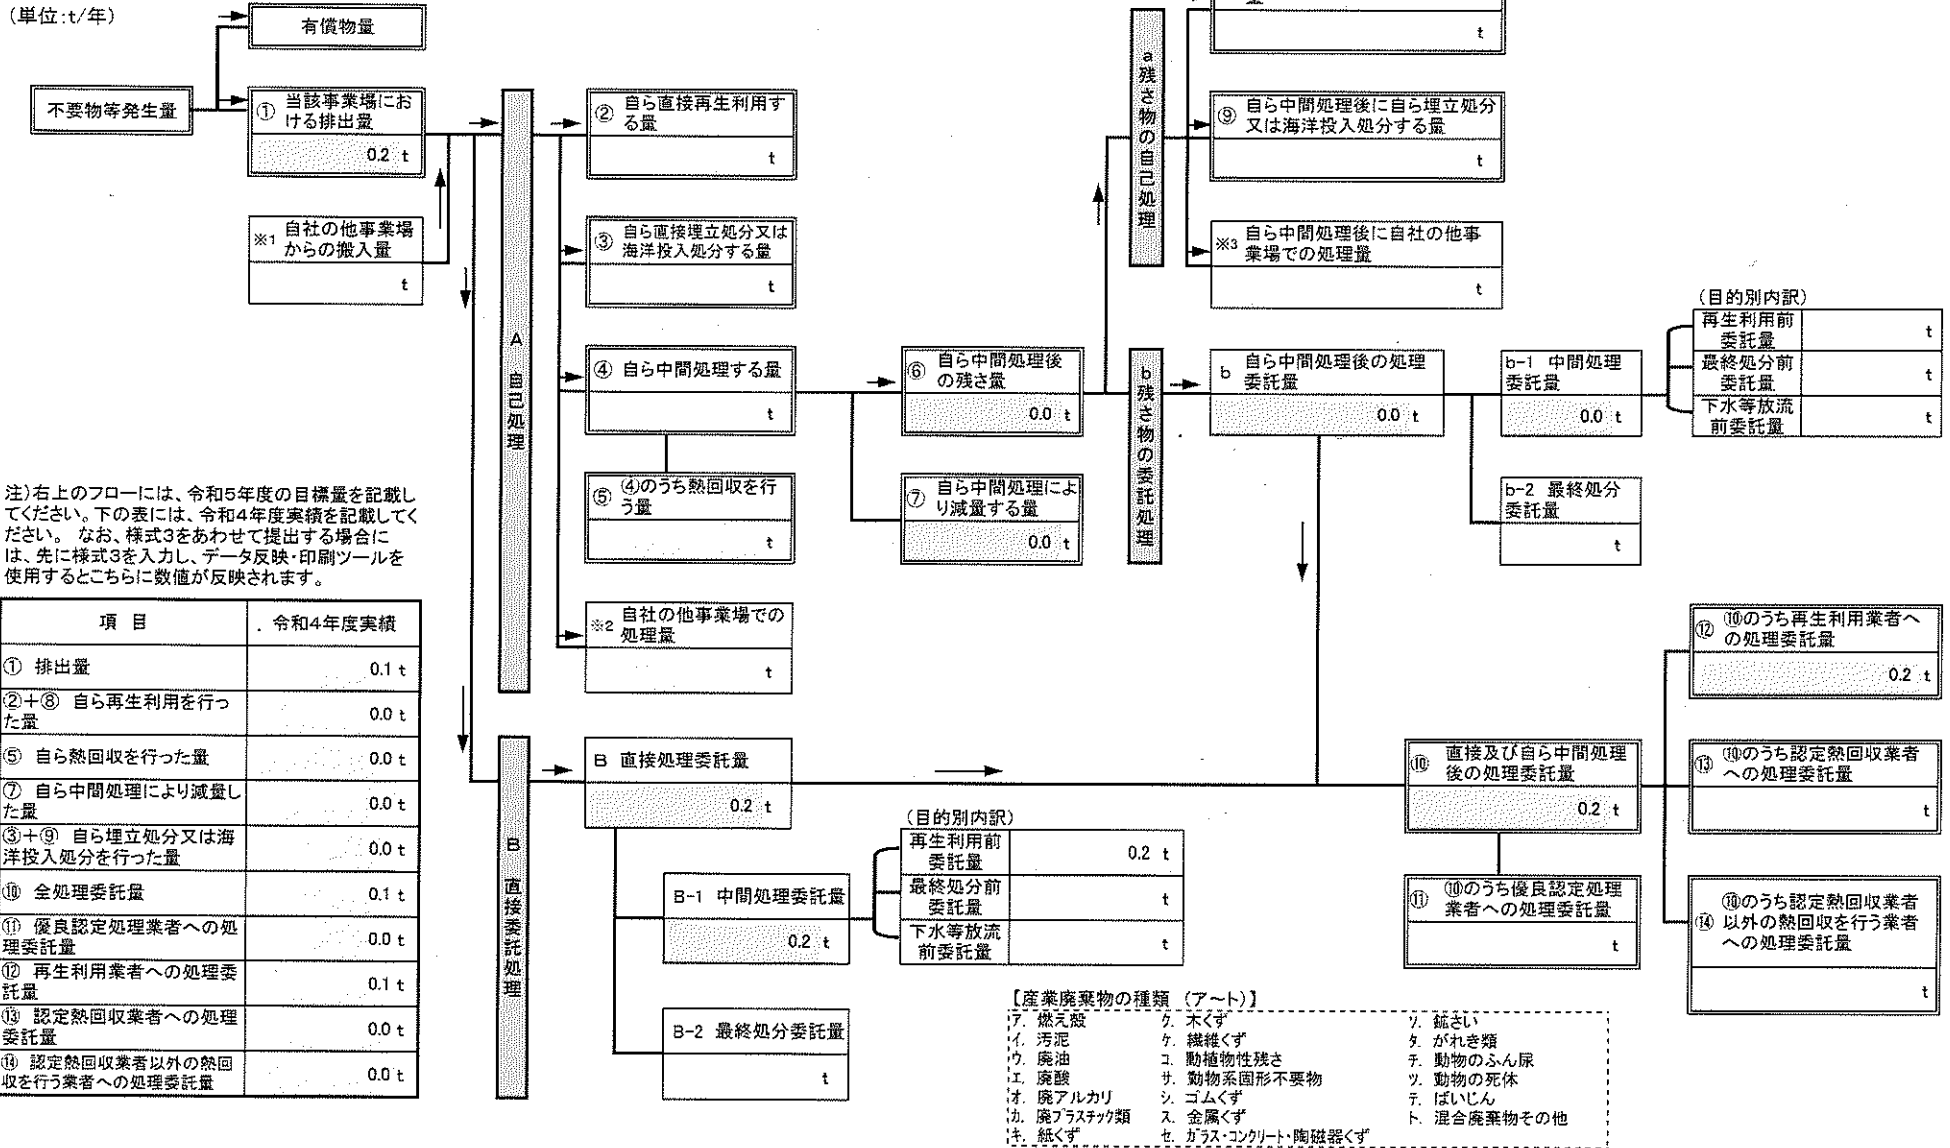 (単位:t/年)
有償物量
不要物等発生量
① 当該事業場にお
ける排出量
0.2 t
※1 自社の他事業場
からの搬入量
t
A 自己処理
② 自ら直接再生利用す
る量
t
③ 自ら直接埋立処分又は
海洋投入処分する量
t
④ 自ら中間処理する量
t
⑤ ④のうち熱回収を行
う量
t
※2 自社の他事業場での
処理量
t
⑥ 自ら中間処理後
の残さ量
0.0 t
⑦ 自ら中間処理によ
り減量する量
0.0 t
a 残さ物の自己処理
量
t
⑨ 自ら中間処理後に自ら埋立処分
又は海洋投入処分する量
t
※3 自ら中間処理後に自社の他事
業場での処理量
t
b 残さ物の委託処理
b 自ら中間処理後の処理
委託量
0.0 t
b-1 中間処理
委託量
0.0 t
(目的別内訳)
再生利用前
委託量
t
最終処分前
委託量
t
下水等放流
前委託量
t
b-2 最終処分
委託量
t
注)右上のフローには、令和5年度の目標量を記載し
てください。下の表には、令和4年度実績を記載してく
ださい。 なお、様式3をあわせて提出する場合に
は、先に様式3を入力し、データ反映・印刷ツールを
使用するとこちらに数値が反映されます。
項 目 令和4年度実績
① 排出量 0.1 t
②+⑧ 自ら再生利用を行っ
た量 0.0 t
⑤ 自ら熱回収を行った量 0.0 t
⑦ 自ら中間処理により減量し
た量 0.0 t
③+⑨ 自ら埋立処分又は海
洋投入処分を行った量 0.0 t
⑩ 全処理委託量 0.1 t
⑪ 優良認定処理業者への処
理委託量 0.0 t
⑫ 再生利用業者への処理委
託量 0.1 t
⑬ 認定熱回収業者への処理
委託量 0.0 t
⑭ 認定熱回収業者以外の熱回
収を行う業者への処理委託量 0.0 t
B 直接委託処理
B 直接処理委託量
0.2 t
B-1 中間処理委託量
0.2 t
(目的別内訳)
再生利用前
委託量
0.2 t
最終処分前
委託量
t
下水等放流
前委託量
t
B-2 最終処分委託量
t
⑩ 直接及び自ら中間処理
後の処理委託量
0.2 t
⑪ ⑩のうち優良認定処理
業者への処理委託量
t
⑫ ⑩のうち再生利用業者へ
の処理委託量
0.2 t
⑬ ⑩のうち認定熱回収業者
への処理委託量
t
⑭ ⑩のうち認定熱回収業者
以外の熱回収を行う業者
への処理委託量
t
【産業廃棄物の種類 (ア〜ト)】
ア. 燃え殻 ク. 木くず ソ. 鉱さい
イ. 汚泥 ケ. 繊維くず タ. がれき類
ウ. 廃油 コ. 動植物性残さ チ. 動物のふん尿
エ. 廃酸 サ. 動物系固形不要物 ツ. 動物の死体
オ. 廃アルカリ シ. ゴムくず テ. ばいじん
カ. 廃プラスチック類 ス. 金属くず ト. 混合廃棄物その他
キ. 紙くず セ. ガラス・コンクリート・陶磁器くず